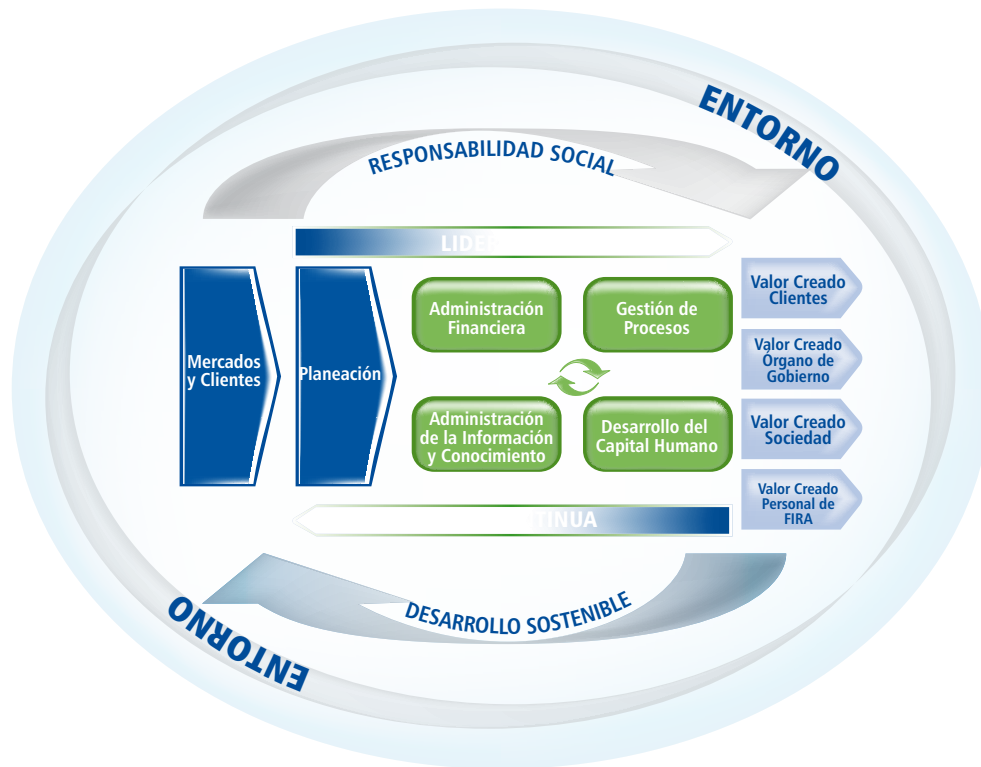 ENTORNO
RESPONSABILIDAD SOCIAL
Mercados
y Clientes
Planeación
Administración
Financiera
Gestión de
Procesos
Administración
de la Información
y Conocimiento
Desarrollo del
Capital Humano
Valor Creado
Clientes
Valor Creado
Órgano de
Gobierno
Valor Creado
Sociedad
Valor Creado
Personal de
FIRA
DESARROLLO SOSTENIBLE
ENTORNO